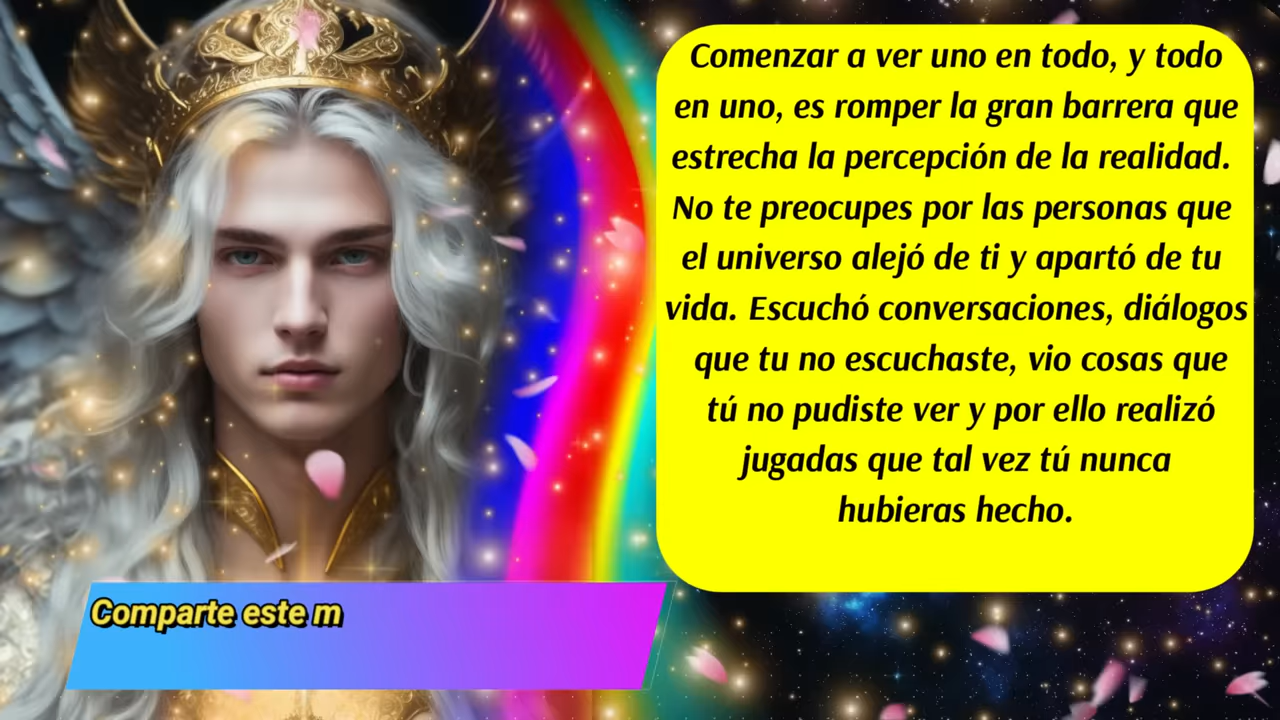 Comenzar a ver uno en todo, y todo
en uno, es romper la gran barrera que
estrecha la percepción de la realidad.
No te preocupes por las personas que
el universo alejó de ti y apartó de tu
vida. Escuchó conversaciones, diálogos
que tu no escuchaste, vio cosas que
tú no pudiste ver y por ello realizó
jugadas que tal vez tú nunca
hubieras hecho.
Comparte este m